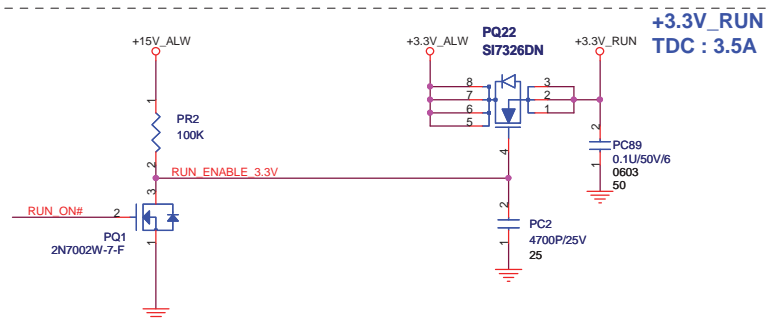 +3.3V_RUN
TDC : 3.5A
+15V_ALW
+3.3V_ALW
PQ22
SI7326DN
+3.3V_RUN
8
7
6
5
3
2
1
4
1
PR2
100K
2
RUN_ENABLE_3.3V
2
PC89
0.1U/50V/6
1
0603
50
3
RUN_ON#
2
PQ1
2N7002W-7-F
1
2
PC2
4700P/25V
1
25